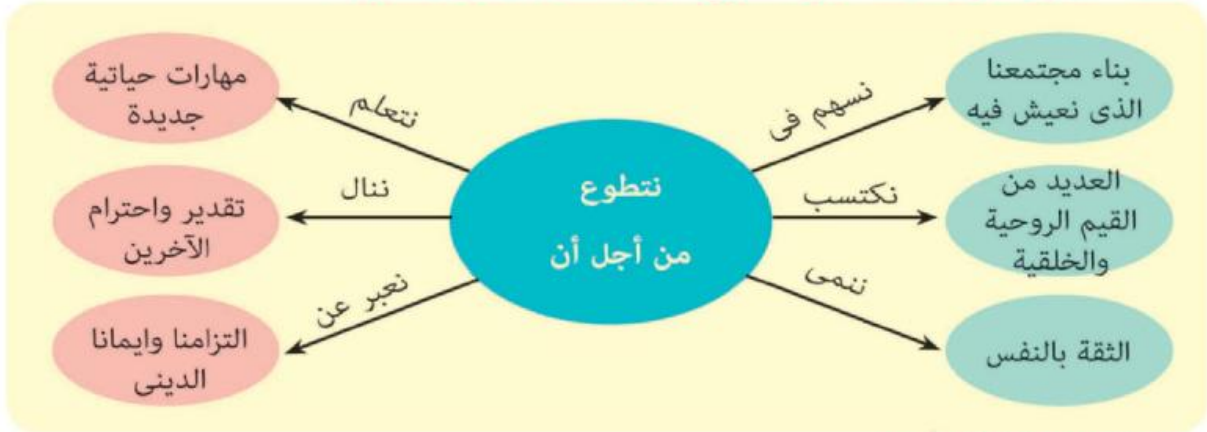 نتطوع
من أجل أن
نسهم فى
بناء مجتمعنا
الذى نعيش فيه
نكتسب
العديد من
القيم الروحية
والخلقية
ننمى
الثقة بالنفس
نتعلم
مهارات حياتية
جديدة
ننال
تقدير واحترام
الآخرين
نعبر عن
التزامنا وايمانا
الدينى